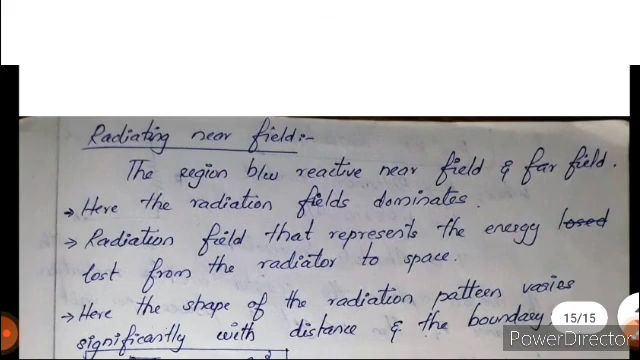 Radiating near field:-
The region b/w reactive near field & far field.
→ Here the radiation fields dominates.
→ Radiation field that represents the energy losed
lost from the radiator to space.
→ Here the shape of the radiation pattern varies
significantly with distance & the boundary
15/15
PowerDirector